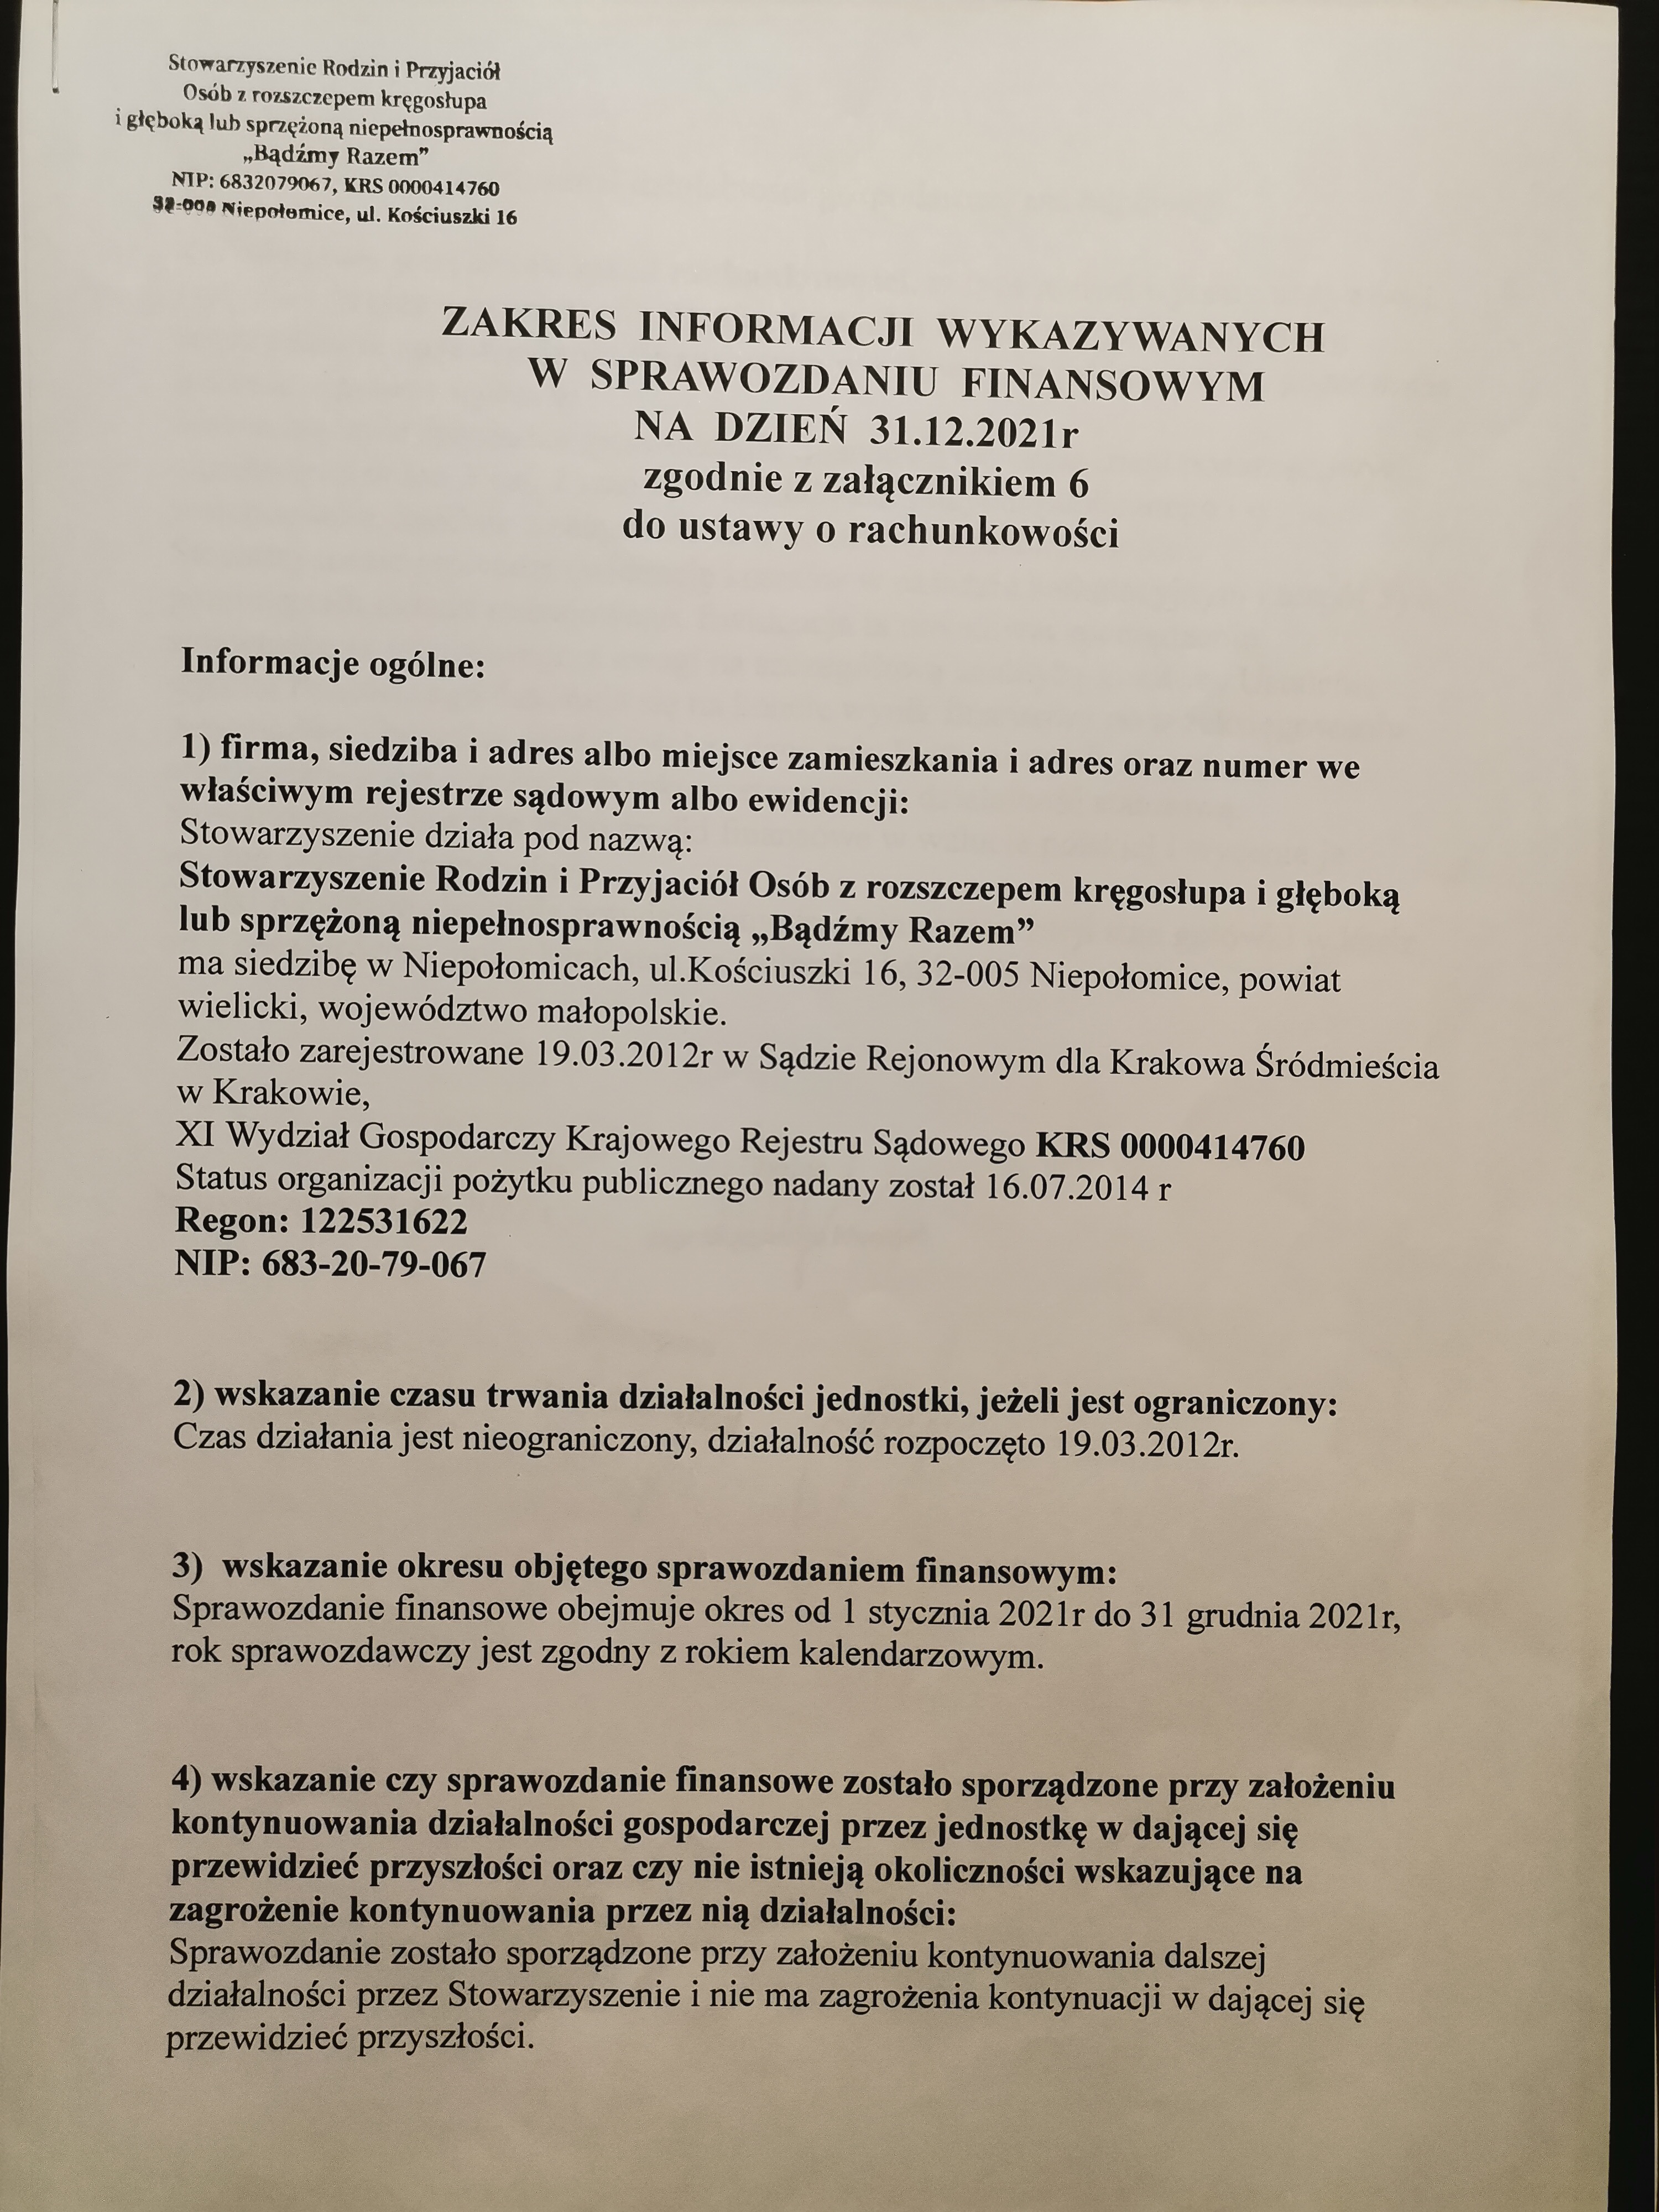 Stowarzyszenie Rodzin i Przyjaciół
Osób z rozszczepem kręgosłupa
i głęboką lub sprzężoną niepełnosprawnością
„Bądźmy Razem”
NIP: 6832079067, KRS 0000414760
Niepołomice, ul. Kościuszki 16
ZAKRES INFORMACJI WYKAZYWANYCH
W SPRAWOZDANIU FINANSOWYM
NA DZIEŃ 31.12.2021r
zgodnie z załącznikiem 6
do ustawy o rachunkowości
Informacje ogólne:
1) firma, siedziba i adres albo miejsce zamieszkania i adres oraz numer we
właściwym rejestrze sądowym albo ewidencji:
Stowarzyszenie działa pod nazwą:
Stowarzyszenie Rodzin i Przyjaciół Osób z rozszczepem kręgosłupa i głęboką
lub sprzężoną niepełnosprawnością „Bądźmy Razem”
ma siedzibę w Niepołomicach, ul.Kościuszki 16, 32-005 Niepołomice, powiat
wielicki, województwo małopolskie.
Zostało zarejestrowane 19.03.2012r w Sądzie Rejonowym dla Krakowa Śródmieścia
w Krakowie,
XI Wydział Gospodarczy Krajowego Rejestru Sądowego KRS 0000414760
Status organizacji pożytku publicznego nadany został 16.07.2014 r
Regon: 122531622
NIP: 683-20-79-067
2) wskazanie czasu trwania działalności jednostki, jeżeli jest ograniczony:
Czas działania jest nieograniczony, działalność rozpoczęto 19.03.2012r.
3) wskazanie okresu objętego sprawozdaniem finansowym:
Sprawozdanie finansowe obejmuje okres od 1 stycznia 2021r do 31 grudnia 2021r,
rok sprawozdawczy jest zgodny z rokiem kalendarzowym.
4) wskazanie czy sprawozdanie finansowe zostało sporządzone przy założeniu
kontynuowania działalności gospodarczej przez jednostkę w dającej się
przewidzieć przyszłości oraz czy nie istnieją okoliczności wskazujące na
zagrożenie kontynuowania przez nią działalności:
Sprawozdanie zostało sporządzone przy założeniu kontynuowania dalszej
działalności przez Stowarzyszenie i nie ma zagrożenia kontynuacji w dającej się
przewidzieć przyszłości.